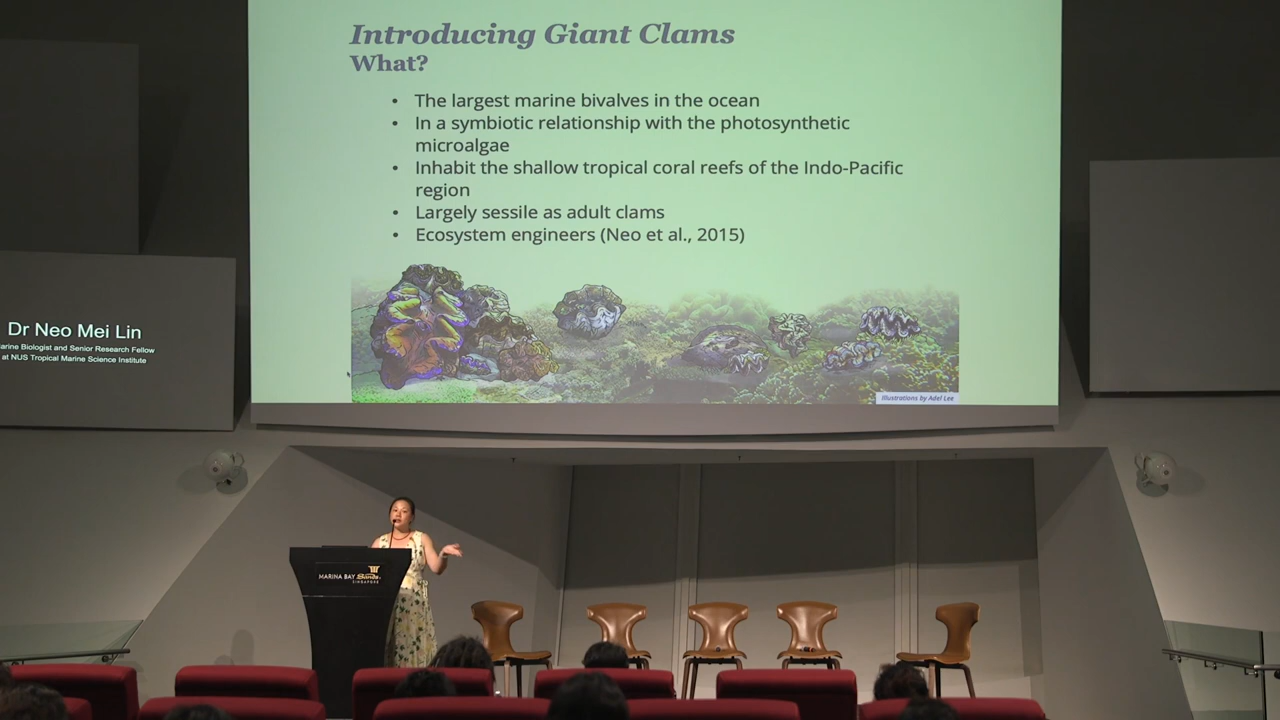 Introducing Giant Clams
What?
• The largest marine bivalves in the ocean
• In a symbiotic relationship with the photosynthetic
microalgae
• Inhabit the shallow tropical coral reefs of the Indo-Pacific
region
• Largely sessile as adult clams
• Ecosystem engineers (Neo et al., 2015)
Illustrations by Adel Lee
Dr Neo Mei Lin
arine Biologist and Senior Research Fellow
at NUS Tropical Marine Science Institute
MARINA BAY Sands
SINGAPORE